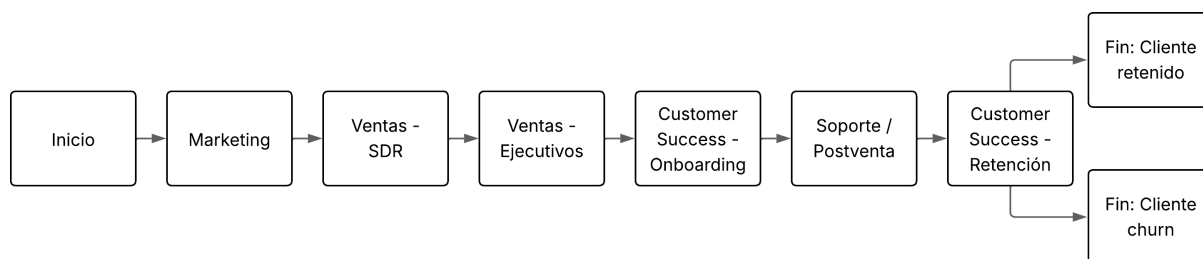 Inicio
Marketing
Ventas -
SDR
Ventas -
Ejecutivos
Customer
Success -
Onboarding
Soporte /
Postventa
Customer
Success -
Retención
Fin: Cliente
retenido
Fin: Cliente
churn